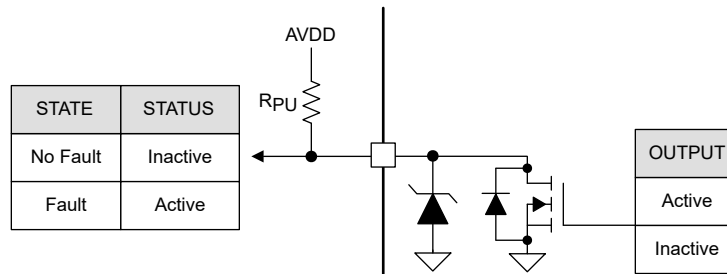 AVDD
RPU
STATE STATUS
No Fault Inactive
Fault Active
OUTPUT
Active
Inactive